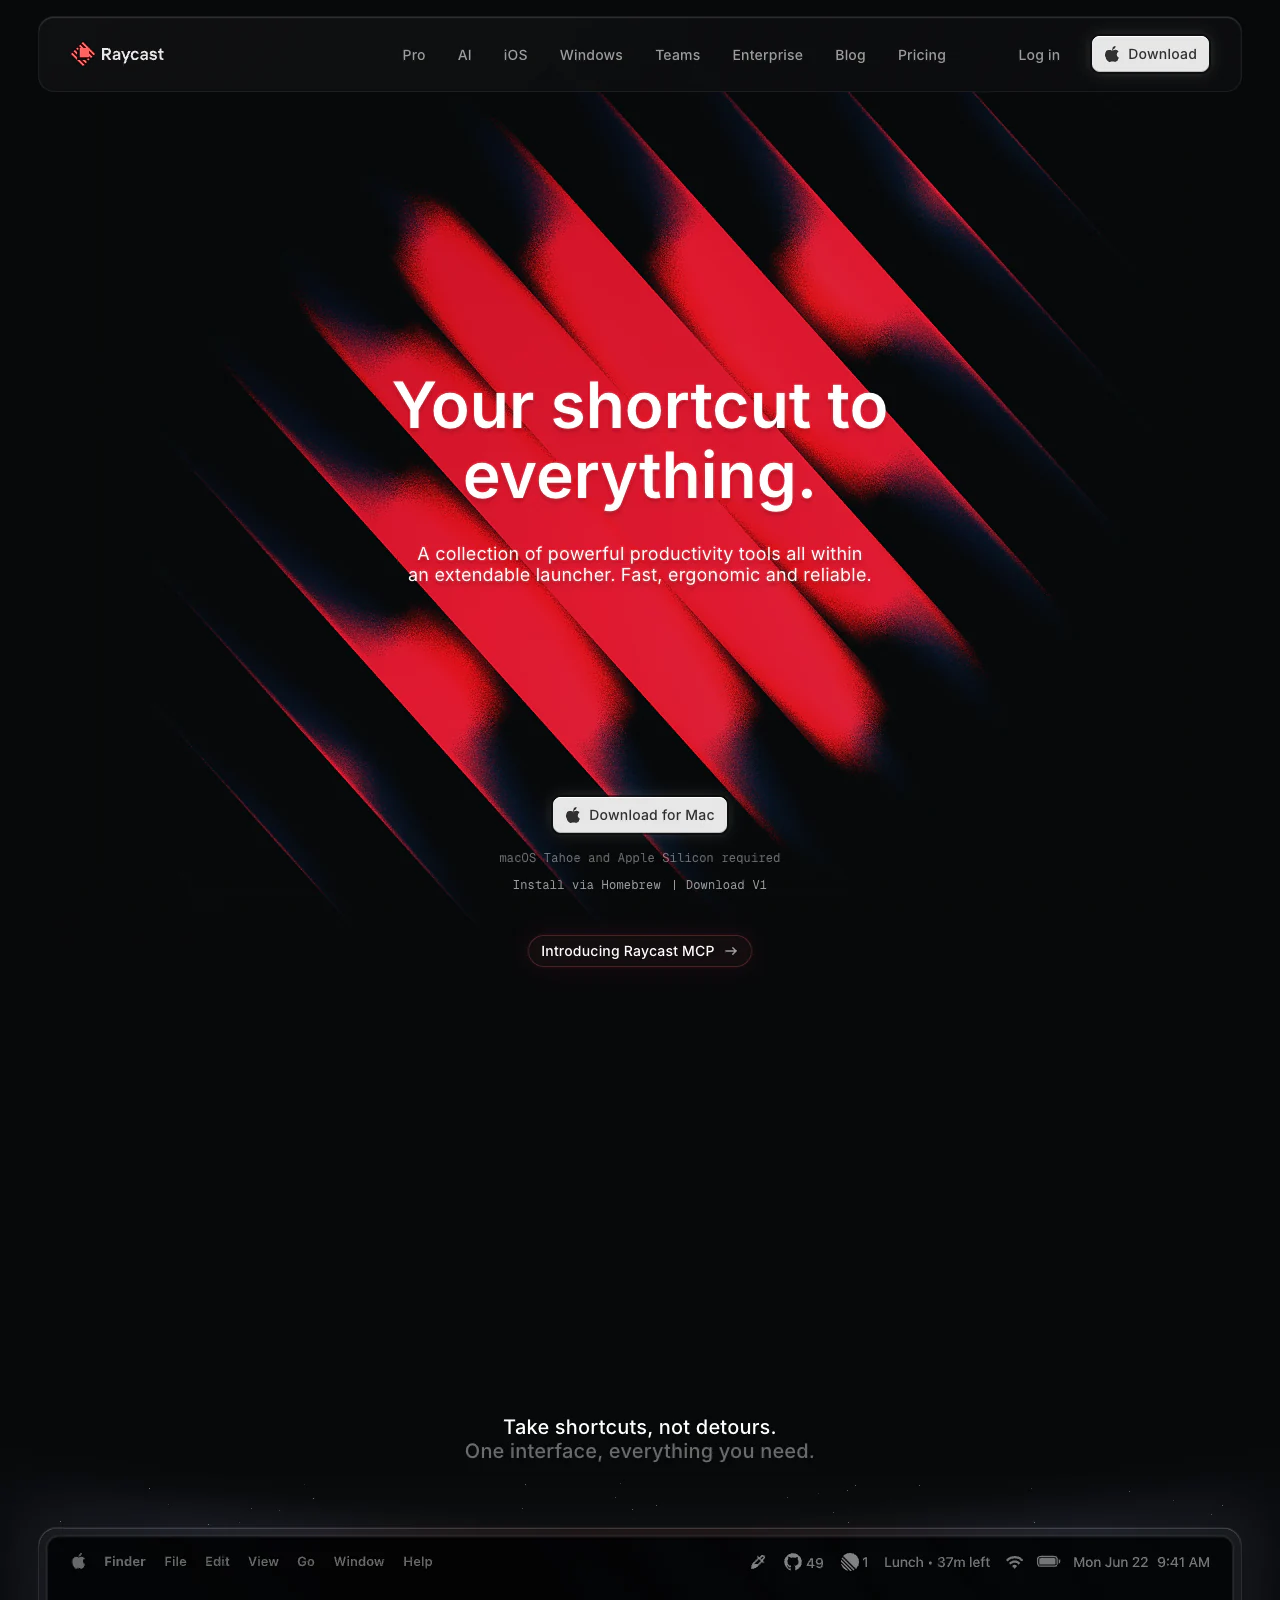 Raycast
Pro
AI
iOS
Windows
Teams
Enterprise
Blog
Pricing
Log in
Download
Your shortcut to
everything.
A collection of powerful productivity tools all within
an extendable launcher. Fast, ergonomic and reliable.
Download for Mac
macOS Tahoe and Apple Silicon required
Install via Homebrew | Download V1
Introducing Raycast MCP →
Take shortcuts, not detours.
One interface, everything you need.
Finder File Edit View Go Window Help
49 1 Lunch • 37m left Mon Jun 22 9:41 AM